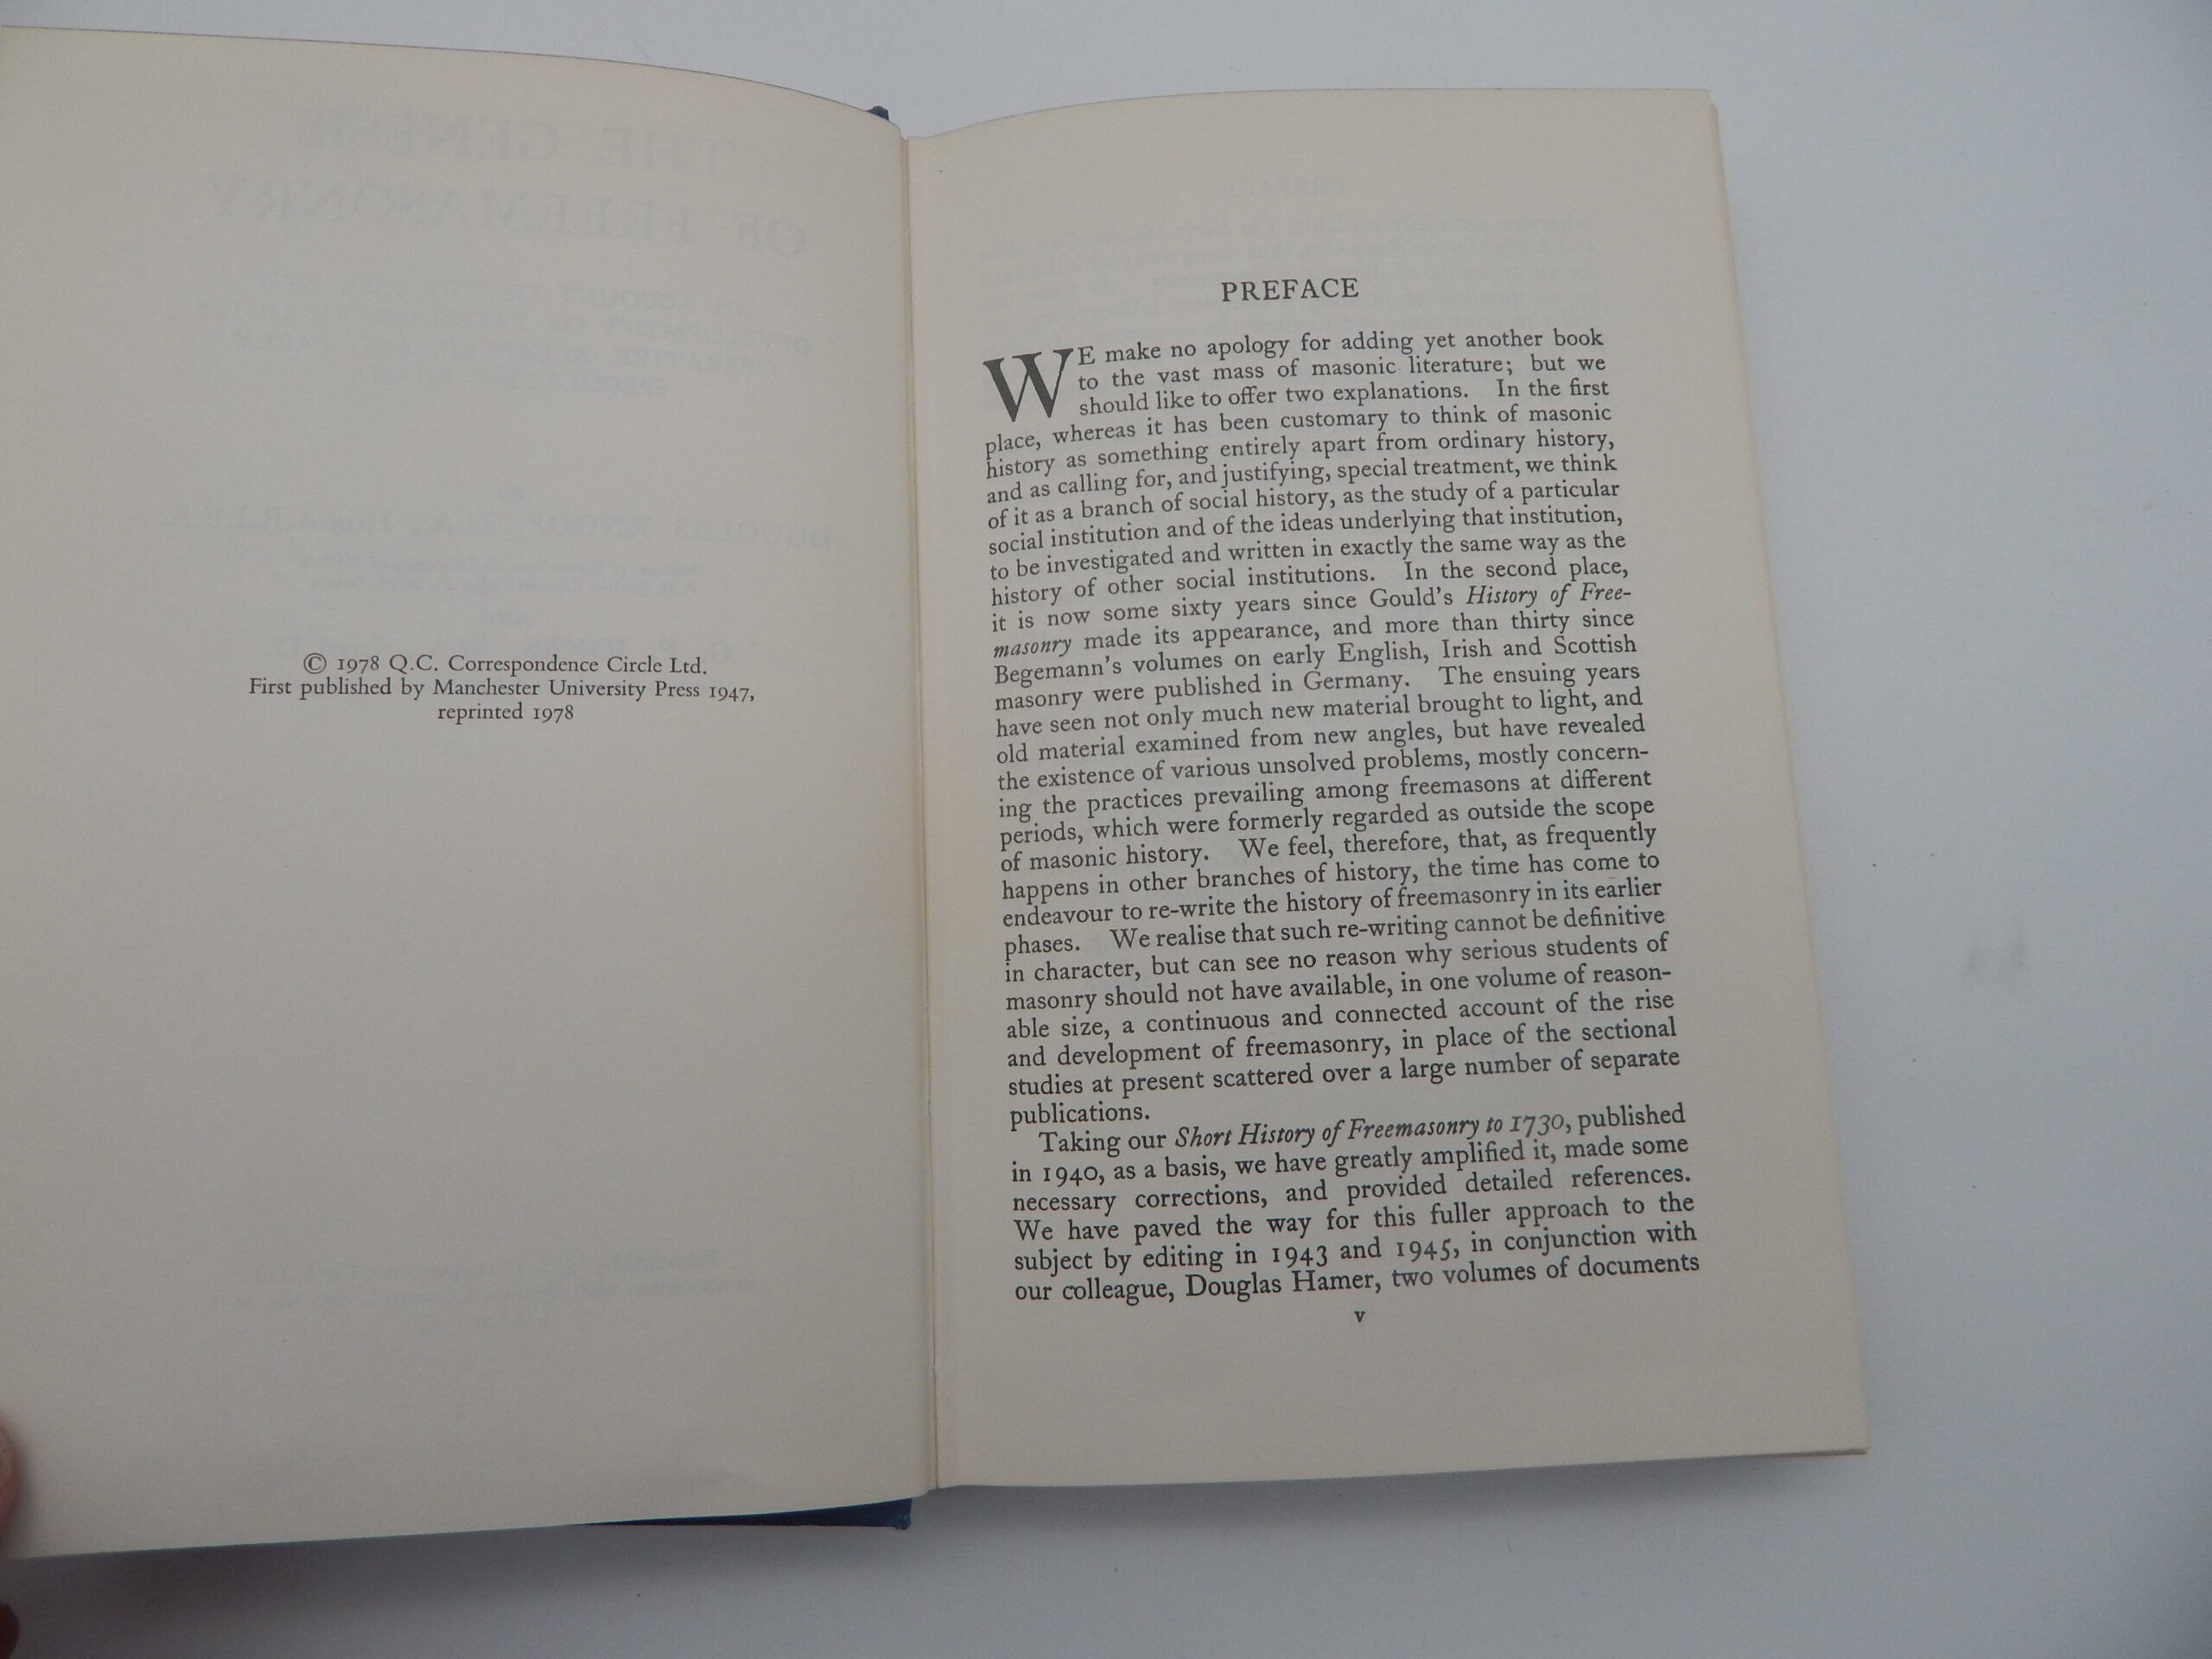 © 1978 Q.C. Correspondence Circle Ltd.
First published by Manchester University Press 1947,
reprinted 1978
PREFACE
WE make no apology for adding yet another book
to the vast mass of masonic literature; but we
should like to offer two explanations. In the first
place, whereas it has been customary to think of masonic
history as something entirely apart from ordinary history,
and as calling for, and justifying, special treatment, we think
of it as a branch of social history, as the study of a particular
social institution and of the ideas underlying that institution,
to be investigated and written in exactly the same way as the
history of other social institutions. In the second place,
it is now some sixty years since Gould's History of Free-
masonry made its appearance, and more than thirty since
Begemann's volumes on early English, Irish and Scottish
masonry were published in Germany. The ensuing years
have seen not only much new material brought to light, and
old material examined from new angles, but have revealed
the existence of various unsolved problems, mostly concern-
ing the practices prevailing among freemasons at different
periods, which were formerly regarded as outside the scope
of masonic history. We feel, therefore, that, as frequently
happens in other branches of history, the time has come to
endeavour to re-write the history of freemasonry in its earlier
phases. We realise that such re-writing cannot be definitive
in character, but can see no reason why serious students of
masonry should not have available, in one volume of reason-
able size, a continuous and connected account of the rise
and development of freemasonry, in place of the sectional
studies at present scattered over a large number of separate
publications.
Taking our Short History of Freemasonry to 1730, published
in 1940, as a basis, we have greatly amplified it, made some
necessary corrections, and provided detailed references.
We have paved the way for this fuller approach to the
subject by editing in 1943 and 1945, in conjunction with
our colleague, Douglas Hamer, two volumes of documents
v